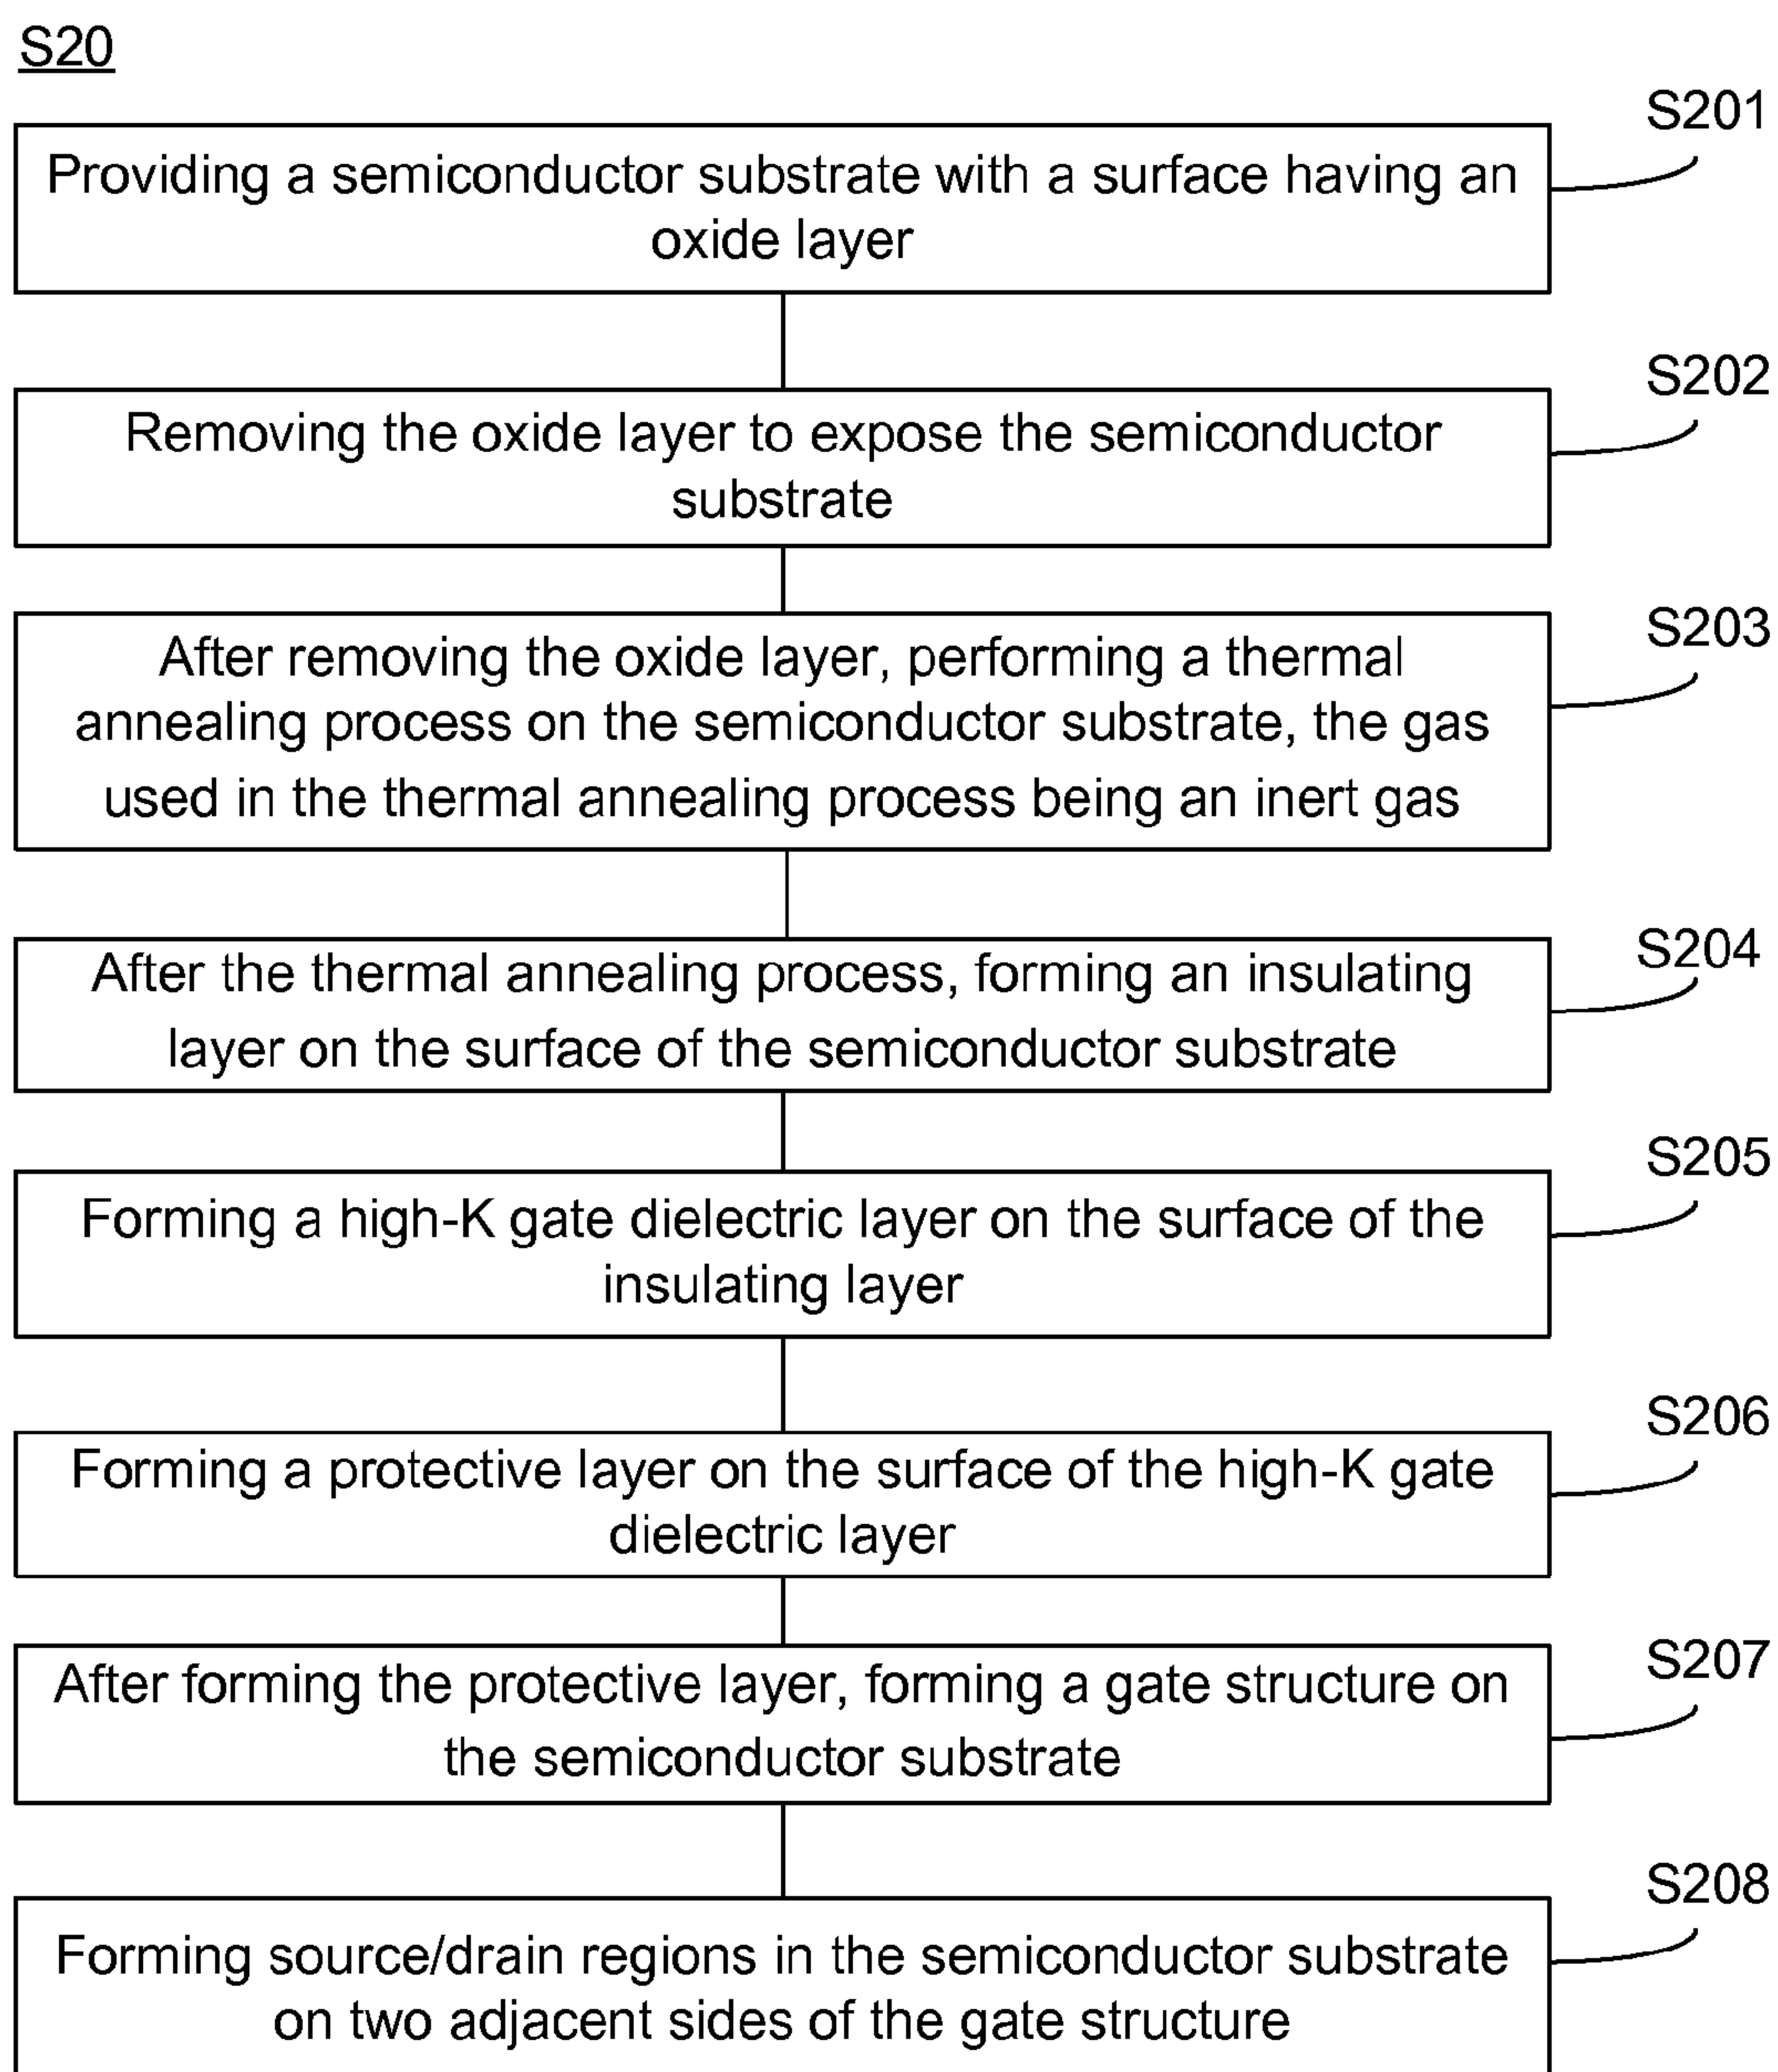 S20
S201
Providing a semiconductor substrate with a surface having an
oxide layer
S202
Removing the oxide layer to expose the semiconductor
substrate
S203
After removing the oxide layer, performing a thermal
annealing process on the semiconductor substrate, the gas
used in the thermal annealing process being an inert gas
S204
After the thermal annealing process, forming an insulating
layer on the surface of the semiconductor substrate
S205
Forming a high-K gate dielectric layer on the surface of the
insulating layer
S206
Forming a protective layer on the surface of the high-K gate
dielectric layer
S207
After forming the protective layer, forming a gate structure on
the semiconductor substrate
S208
Forming source/drain regions in the semiconductor substrate
on two adjacent sides of the gate structure